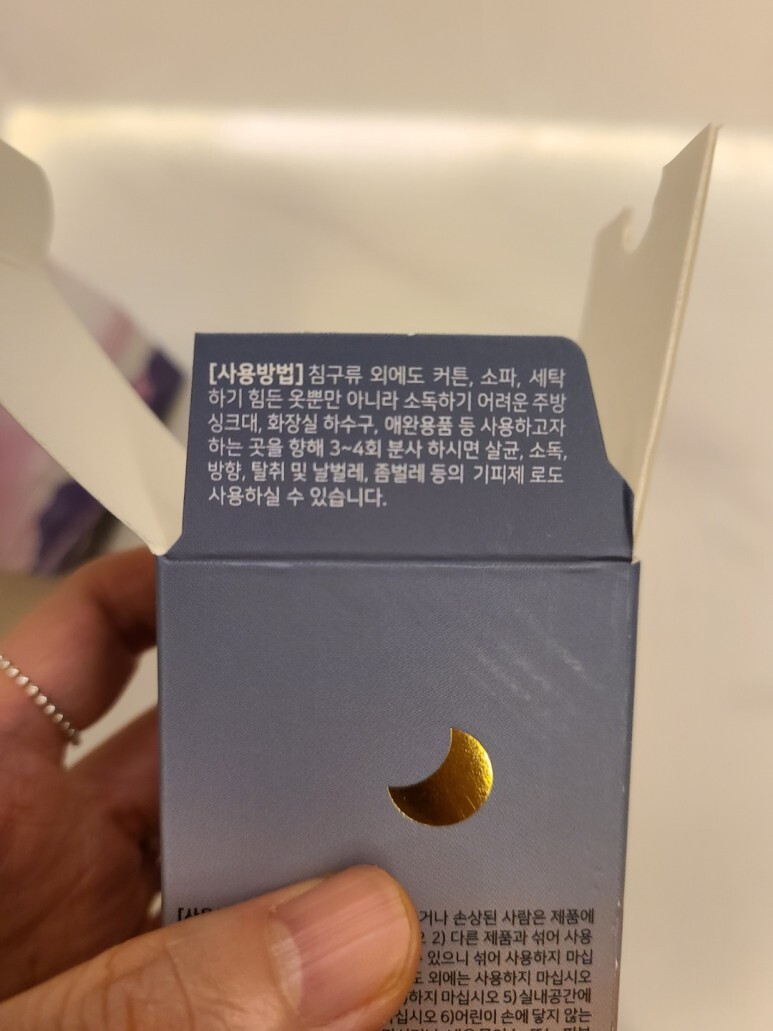 [사용방법] 침구류 외에도 커튼, 소파, 세탁
하기 힘든 옷뿐만 아니라 소독하기 어려운 주방
싱크대, 화장실 하수구, 애완용품 등 사용하고자
하는 곳을 향해 3~4회 분사 하시면 살균, 소독,
방향, 탈취 및 날벌레, 좀벌레 등의 기피제 로도
사용하실 수 있습니다.
거나 손상된 사람은 제품에
2) 다른 제품과 섞어 사용
있으니 섞어 사용하지 마십
외에는 사용하지 마십시오
하지 마십시오 5)실내공간에
십시오 6)어린이 손에 닿지 않는